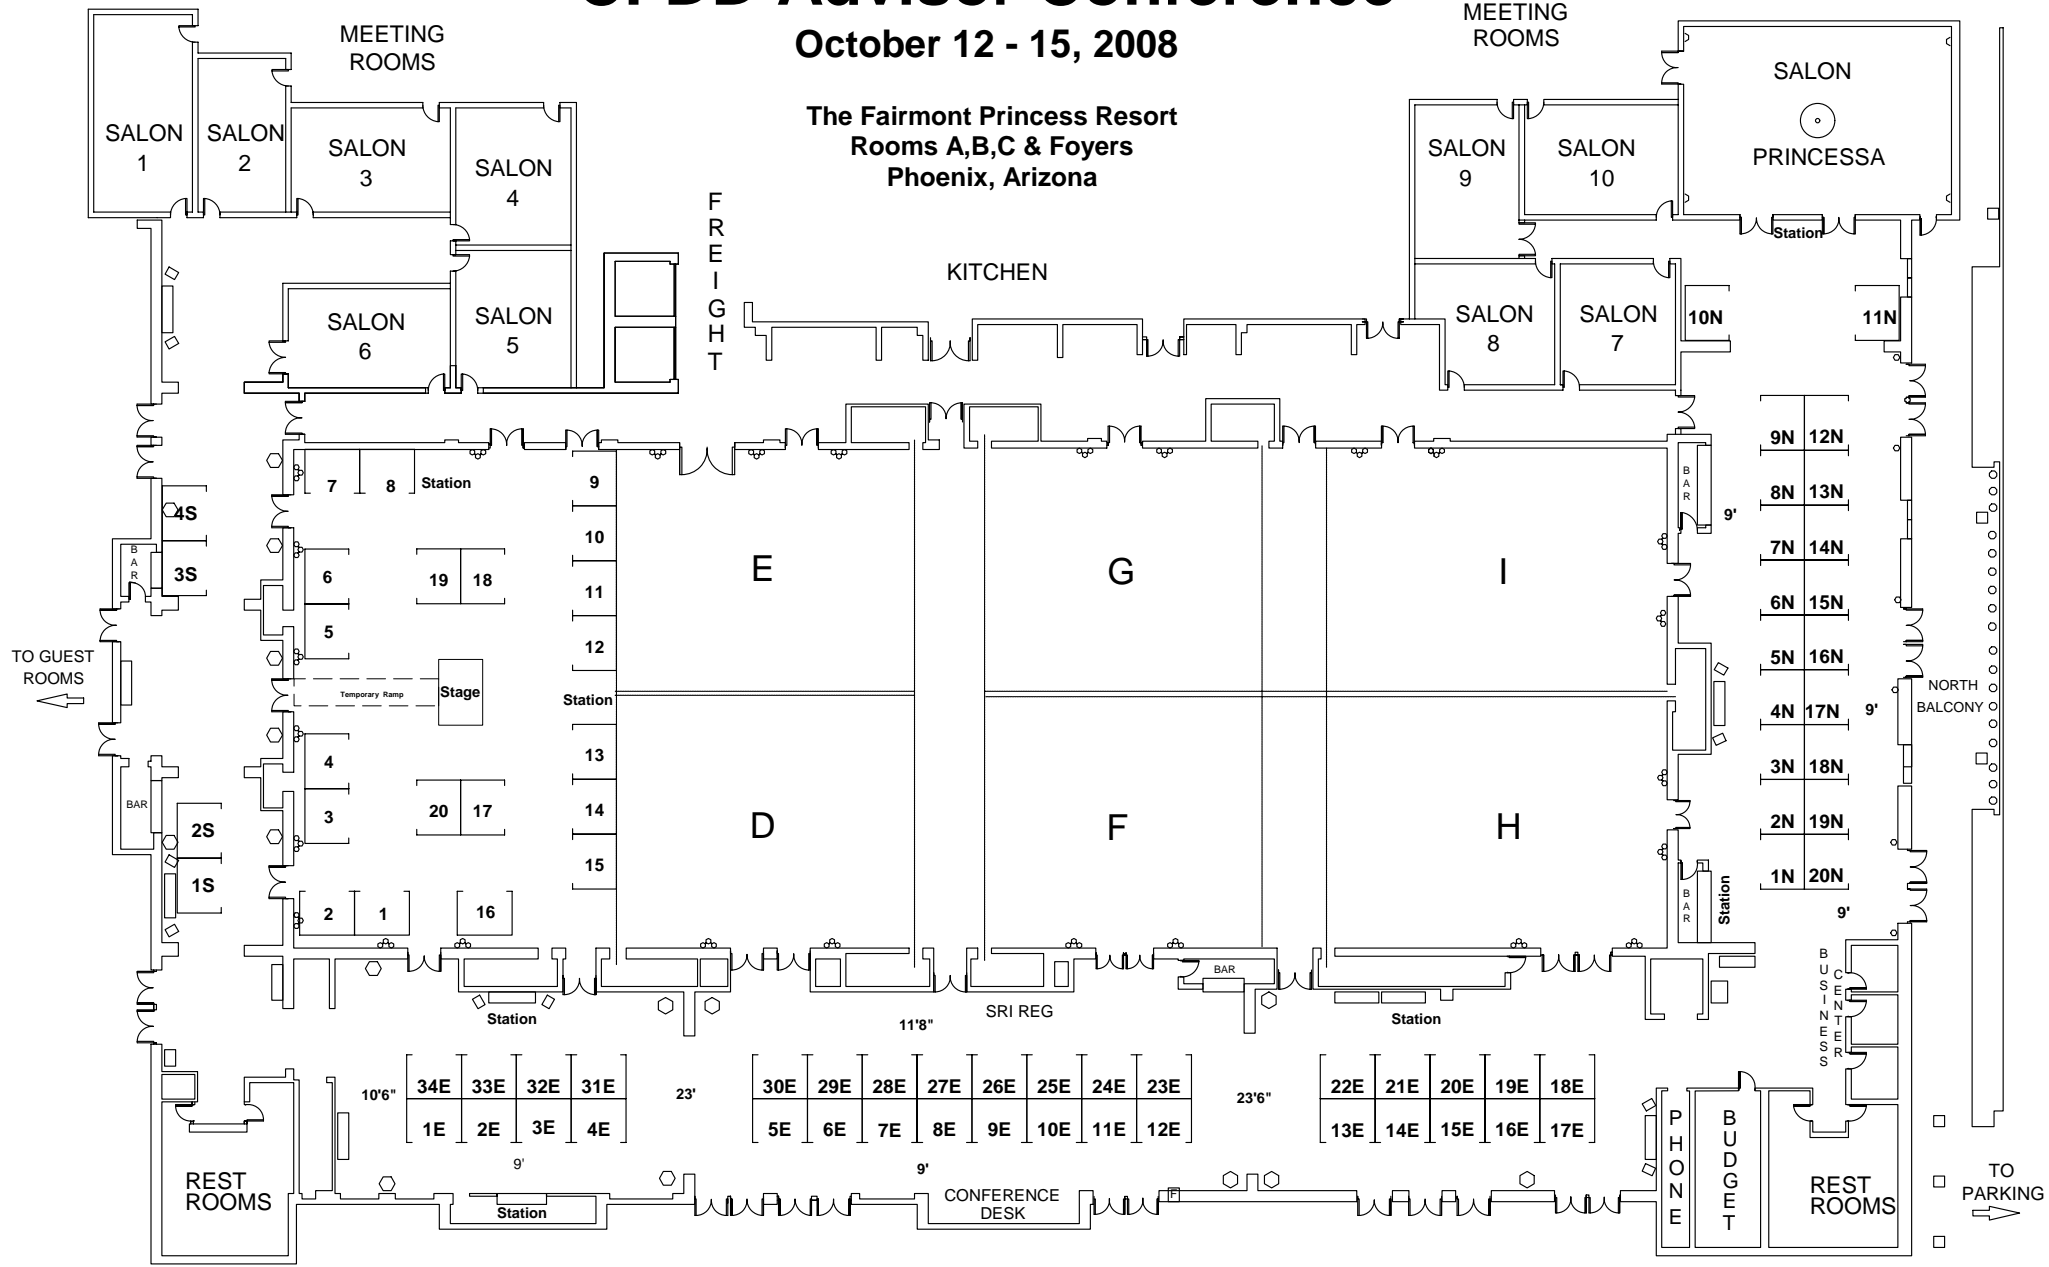 October 12 - 15, 2008
The Fairmont Princess Resort
Rooms A,B,C & Foyers
Phoenix, Arizona
MEETING
ROOMS
MEETING
ROOMS
SALON
1
SALON
2
SALON
3
SALON
4
SALON
5
SALON
6
FREIGHT
KITCHEN
SALON
9
SALON
10
SALON
PRINCESSA
Station
SALON
8
SALON
7
10N
11N
4S
3S
BAR
TO GUEST
ROOMS
BAR
2S
1S
7
8
Station
6
5
19
18
Temporary Ramp
Stage
4
3
20
17
2
1
16
9
10
11
12
Station
13
14
15
E
G
I
D
F
H
BAR
9'
9N 12N
8N 13N
7N 14N
6N 15N
5N 16N
4N 17N
9'
3N 18N
2N 19N
1N 20N
9'
BAR
Station
NORTH
BALCONY
BUSINESS
CENTER
Station
11'8"
SRI REG
BAR
Station
10'6"
34E 33E 32E 31E
1E 2E 3E 4E
9'
23'
30E 29E 28E 27E 26E 25E 24E 23E
5E 6E 7E 8E 9E 10E 11E 12E
9'
23'6"
22E 21E 20E 19E 18E
13E 14E 15E 16E 17E
REST
ROOMS
Station
CONFERENCE
DESK
F
PHONE
BUDGET
REST
ROOMS
TO
PARKING